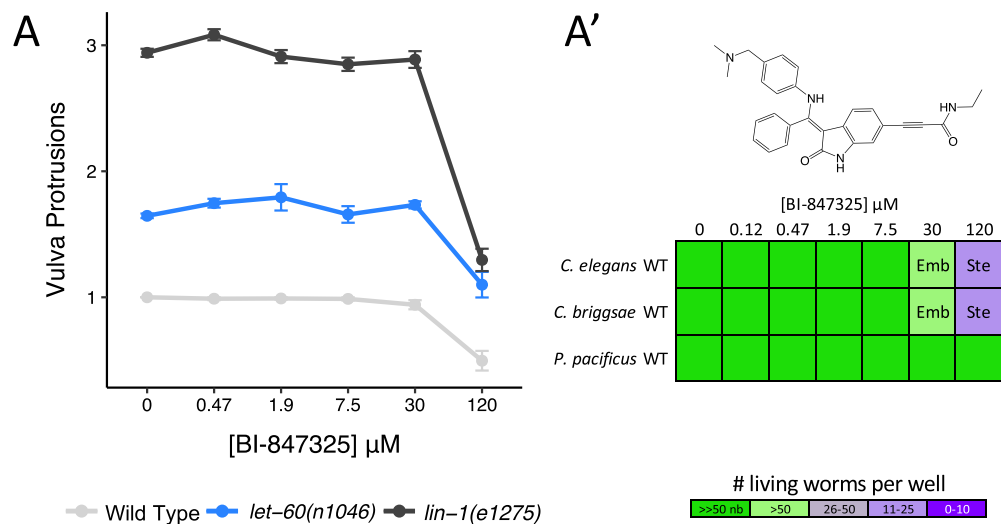 A
Vulva Protrusions
3
2
1
0 0.47 1.9 7.5 30 120
[BI-847325] µM
Wild Type let-60(n1046) lin-1(e1275)
A'
N
NH
O
N
H
HN
O
[BI-847325] µM
0 0.12 0.47 1.9 7.5 30 120
C. elegans WT Emb Ste
C. briggsae WT Emb Ste
P. pacificus WT
# living worms per well
>>50 nb >50 26-50 11-25 0-10